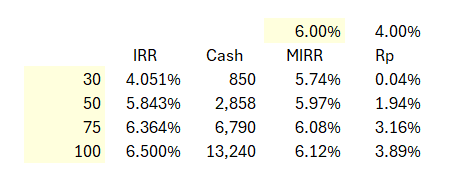 6.00% 4.00%
IRR Cash MIRR Rp
30 4.051% 850 5.74% 0.04%
50 5.843% 2,858 5.97% 1.94%
75 6.364% 6,790 6.08% 3.16%
100 6.500% 13,240 6.12% 3.89%